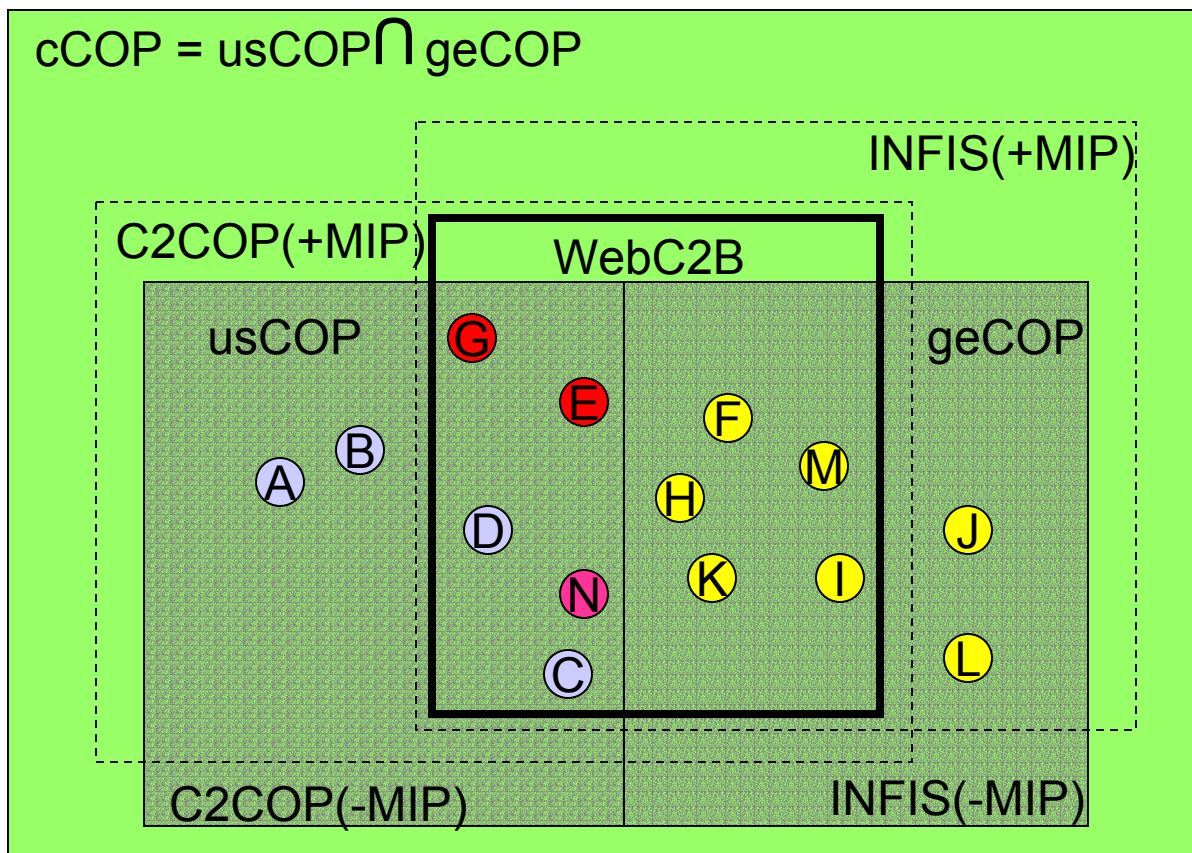 cCOP = usCOP∩ geCOP
INFIS(+MIP)
C2COP(+MIP)
WebC2B
usCOP
geCOP
G
E
F
B
M
A
H
D
J
K
I
N
L
C
C2COP(-MIP)
INFIS(-MIP)